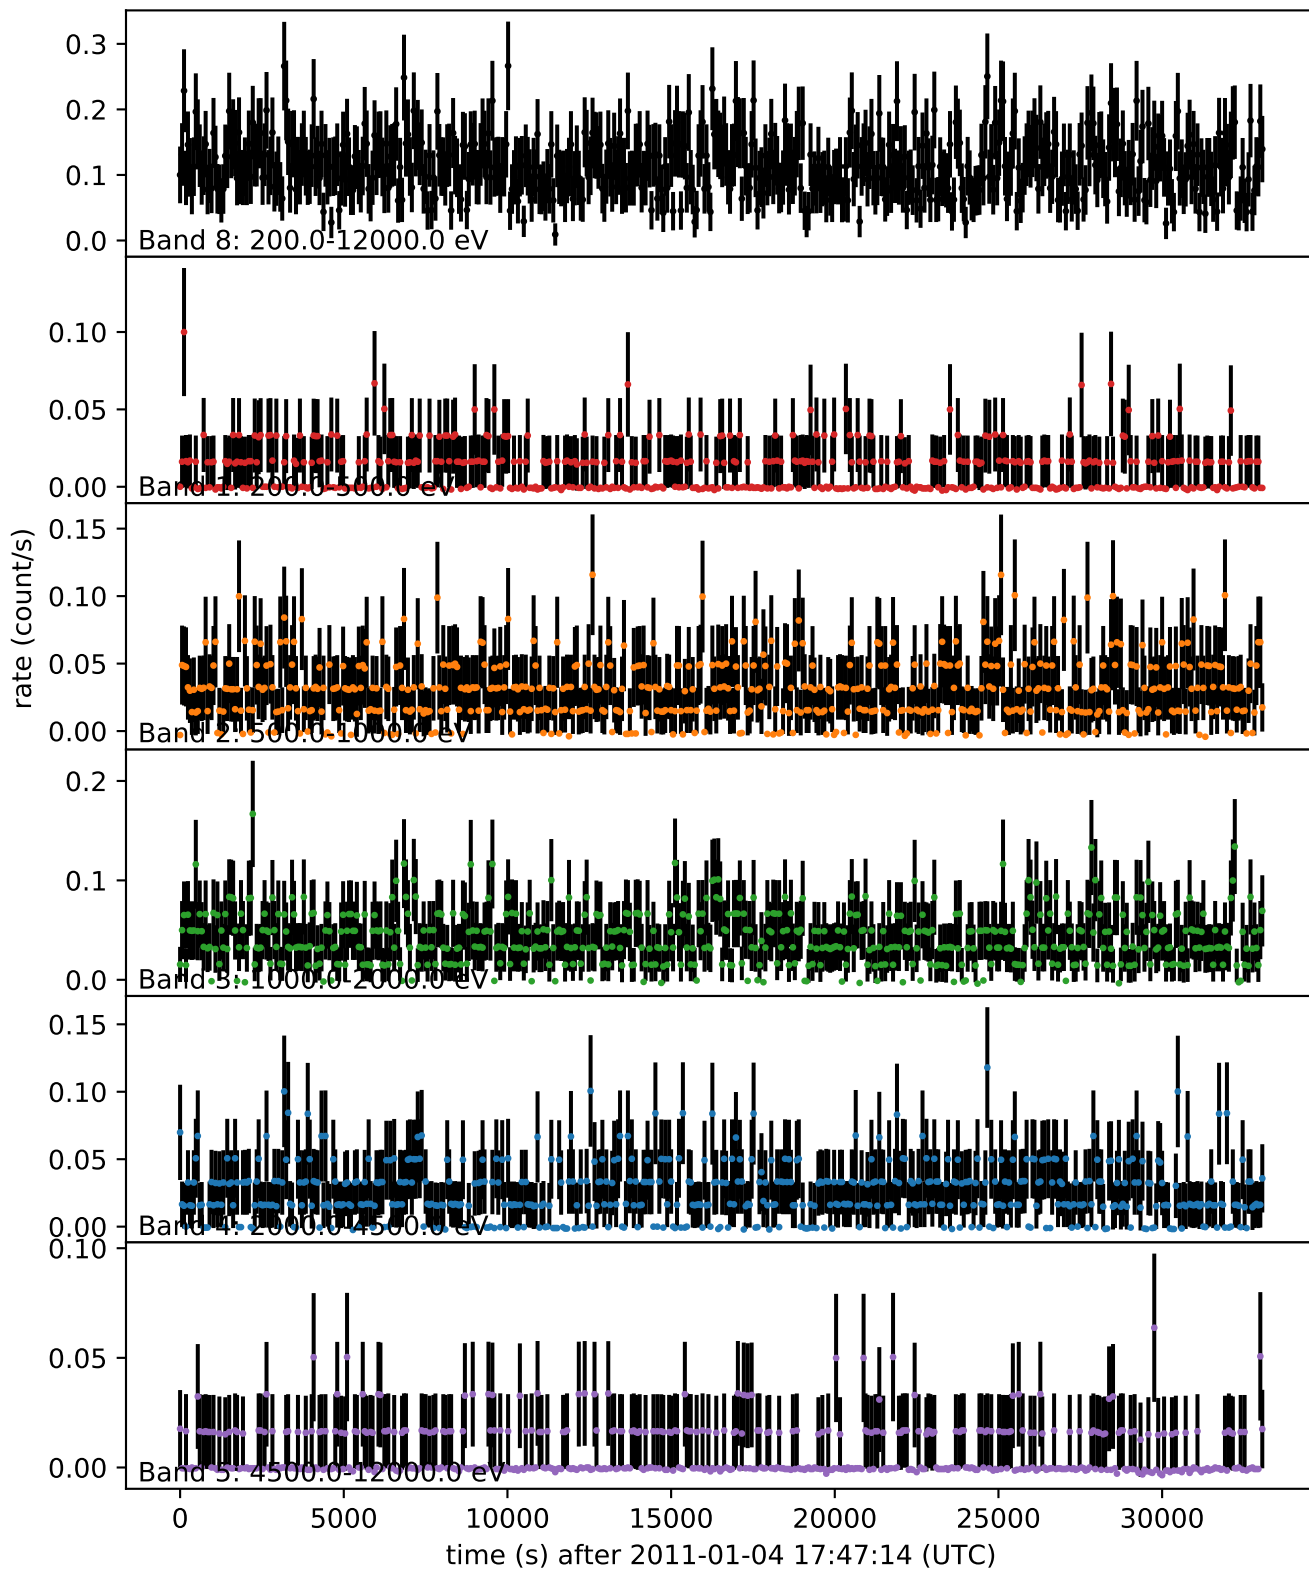 0.3
0.2
0.1
0.0
Band 8: 200.0-12000.0 eV
0.10
0.05
0.00
Band 1: 200.0-500.0 eV
0.15
0.10
0.05
0.00
Band 2: 500.0-1000.0 eV
rate (count/s)
0.2
0.1
0.0
Band 3: 1000.0-2000.0 eV
0.15
0.10
0.05
0.00
Band 4: 2000.0-4500.0 eV
0.10
0.05
0.00
Band 5: 4500.0-12000.0 eV
0 5000 10000 15000 20000 25000 30000
time (s) after 2011-01-04 17:47:14 (UTC)